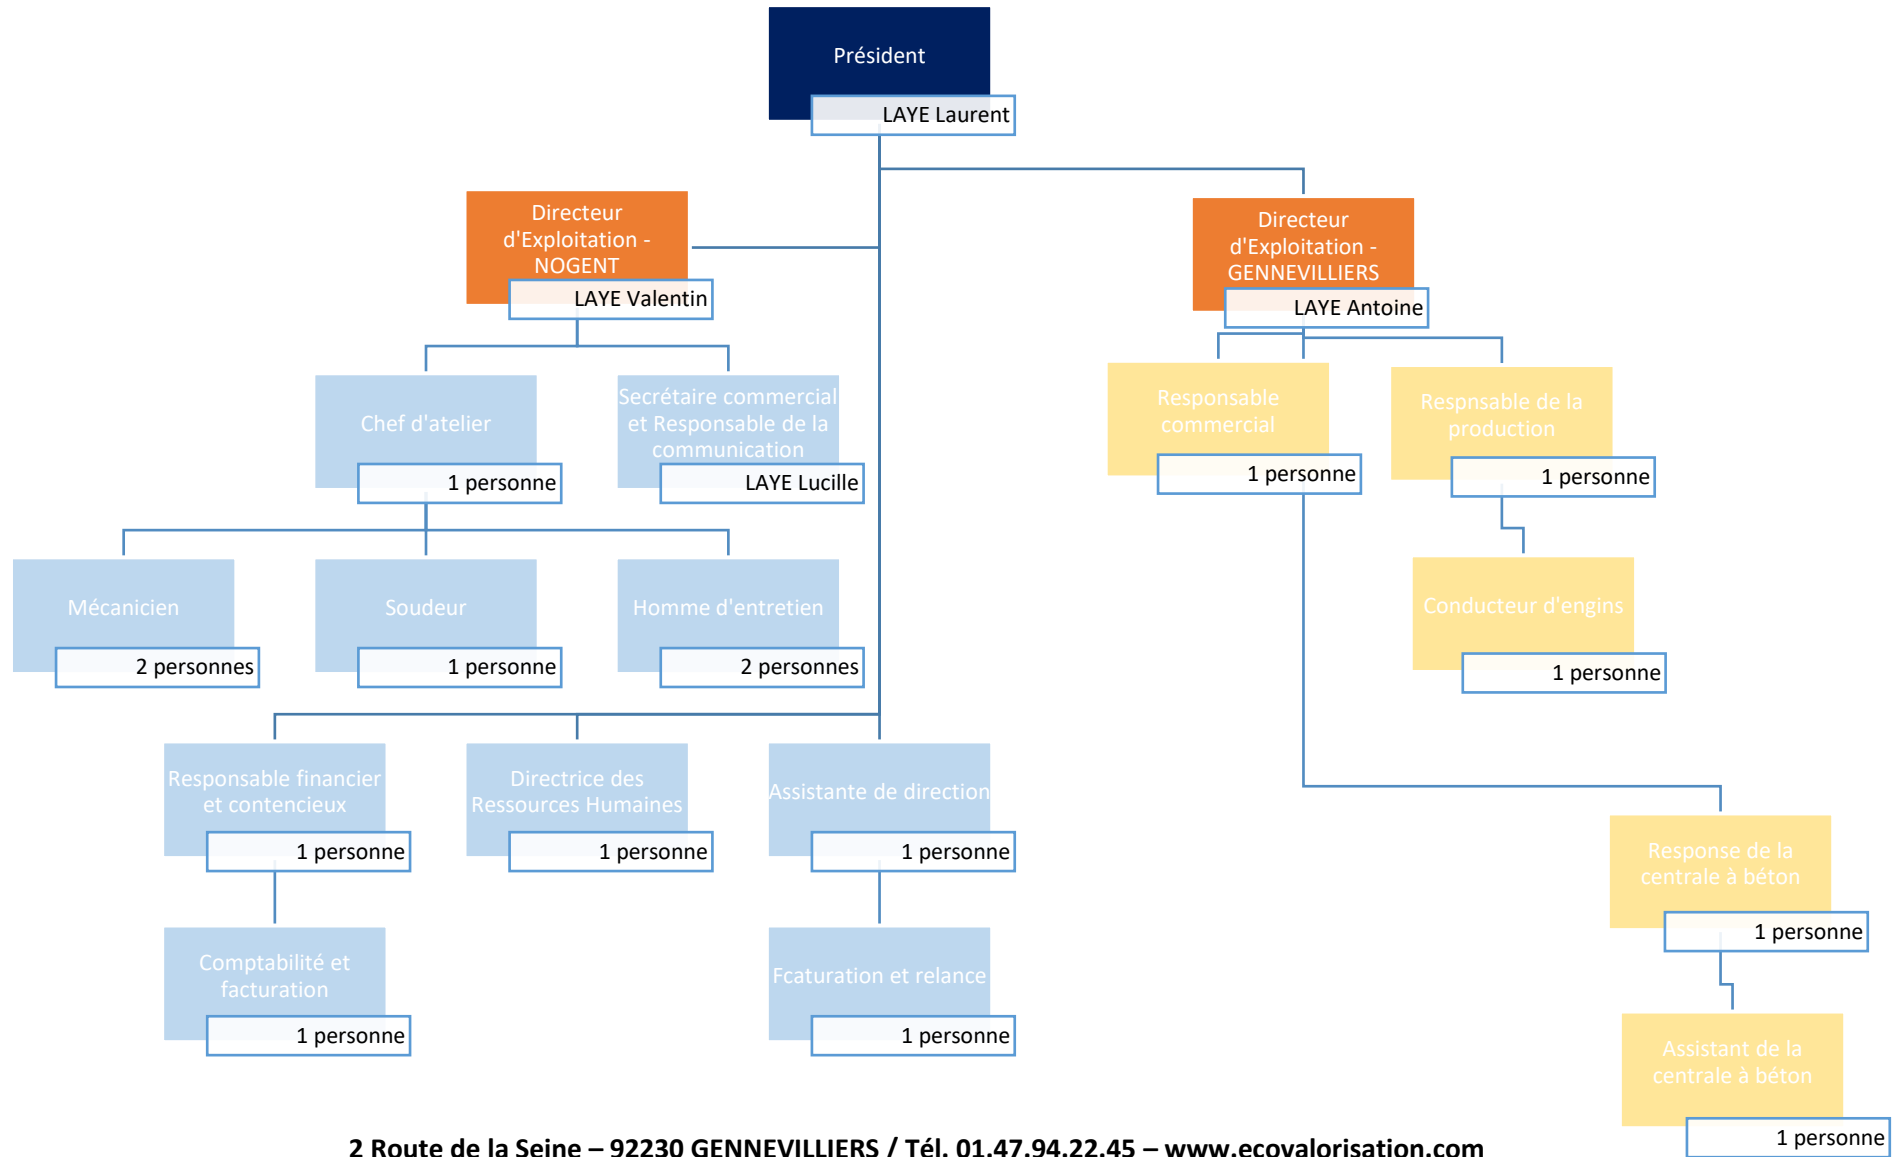 Président
LAYE Laurent
Directeur
d'Exploitation -
NOGENT
LAYE Valentin
Directeur
d'Exploitation -
GENNEVILLIERS
LAYE Antoine
Chef d'atelier
1 personne
Secrétaire commercial
et Responsable de la
communication
LAYE Lucille
Responsable
commercial
1 personne
Respnsable de la
production
1 personne
Mécanicien
2 personnes
Soudeur
1 personne
Homme d'entretien
2 personnes
Conducteur d'engins
1 personne
Responsable financier
et contencieux
1 personne
Directrice des
Ressources Humaines
1 personne
Assistante de direction
1 personne
Response de la
centrale à béton
1 personne
Comptabilité et
facturation
1 personne
Fcaturation et relance
1 personne
Assistant de la
centrale à béton
1 personne
2 Route de la Seine – 92230 GENNEVILLIERS / Tél. 01.47.94.22.45 – www.ecovalorisation.com